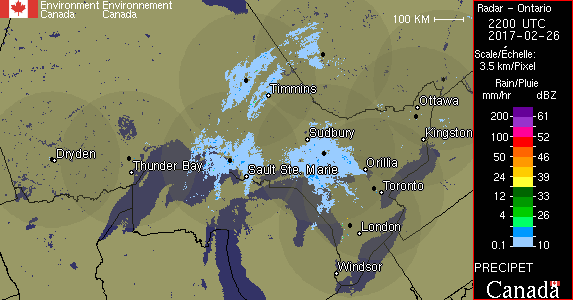 Environment Environnement
Canada Canada
100 KM
Timmins
Ottawa
Sudbury
Kingston
Dryden
Thunder Bay
Sault Ste. Marie
Orillia
Toronto
London
Windsor
Radar – Ontario
2200 UTC
2017-02-26
Scale/Échelle:
3.5 km/Pixel
Rain/Pluie
mm/hr dBZ
200 61
100 52
50 46
24 39
12 33
4 26
2 20
0.1 10
PRECIPET
Canada